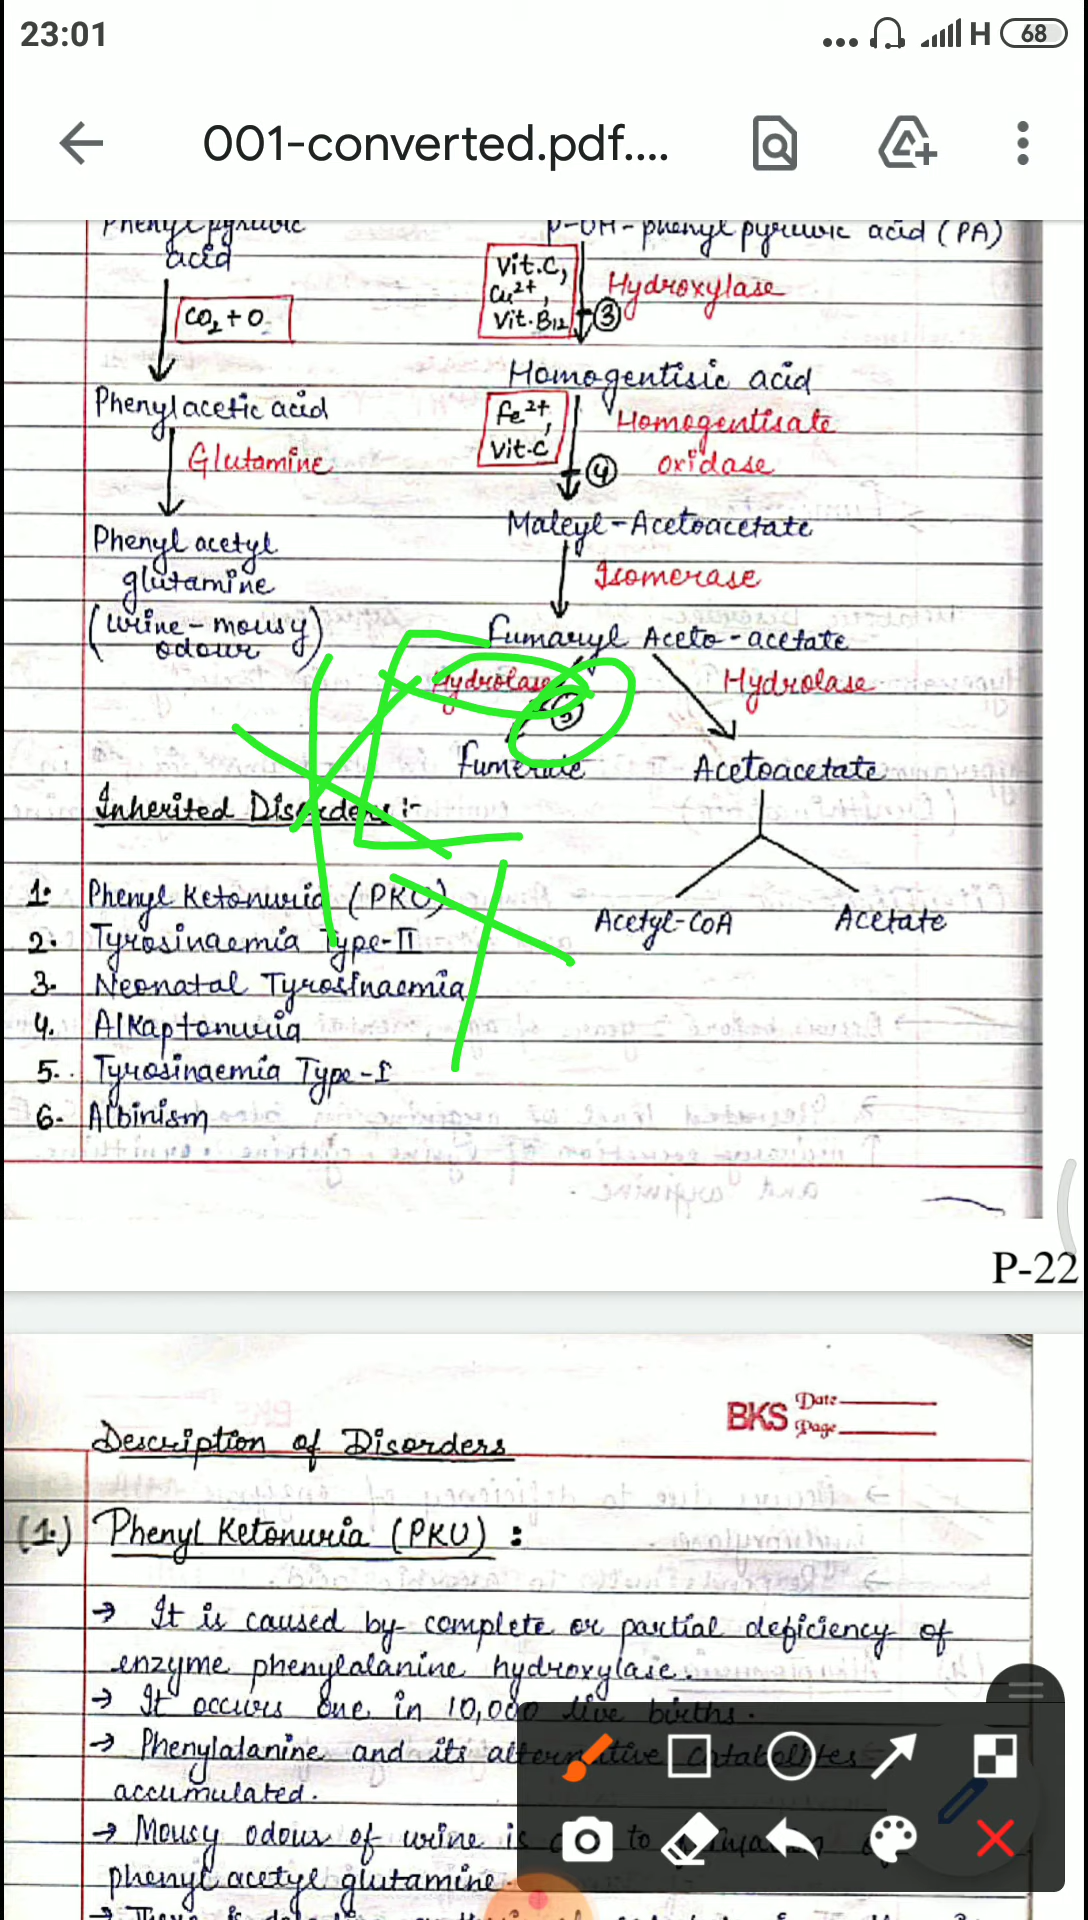 23:01
H 68
001-converted.pdf....
Phenyl pyruvic
acid
p-OH-phenyl pyruvic acid (PA)
Vit.C,
Cu2+,
Vit.B12
③
Hydroxylase
CO2 + O
Homogentisic acid
Phenylacetic acid
Fe2+,
Vit-C
④
Homogentisate
oxidase
Glutamine
Maleyl-Acetoacetate
Phenyl acetyl
glutamine
(urine-mousy
odour)
Isomerase
Fumaryl Aceto-acetate
Hydrolase
⑤
Hydrolase
Fumerate
Acetoacetate
Inherited Disorders:-
Acetyl-CoA
Acetate
1. Phenyl Ketonuria (PKU)
2. Tyrosinaemia Type-II
3. Neonatal Tyrosinaemia
4. Alkaptonuria
5. Tyrosinaemia Type-I
6- Albinism
P-22
BKS Date
Page
Description of Disorders
(1.) Phenyl Ketonuria (PKU) :
→ It is caused by complete or partial deficiency of
enzyme phenylalanine hydroxylase.
→ It occurs one in 10,000 live births.
→ Phenylalanine and its alternative catabolites
accumulated.
→ Mousy odour of urine is to
phenyl acetyl glutamine.